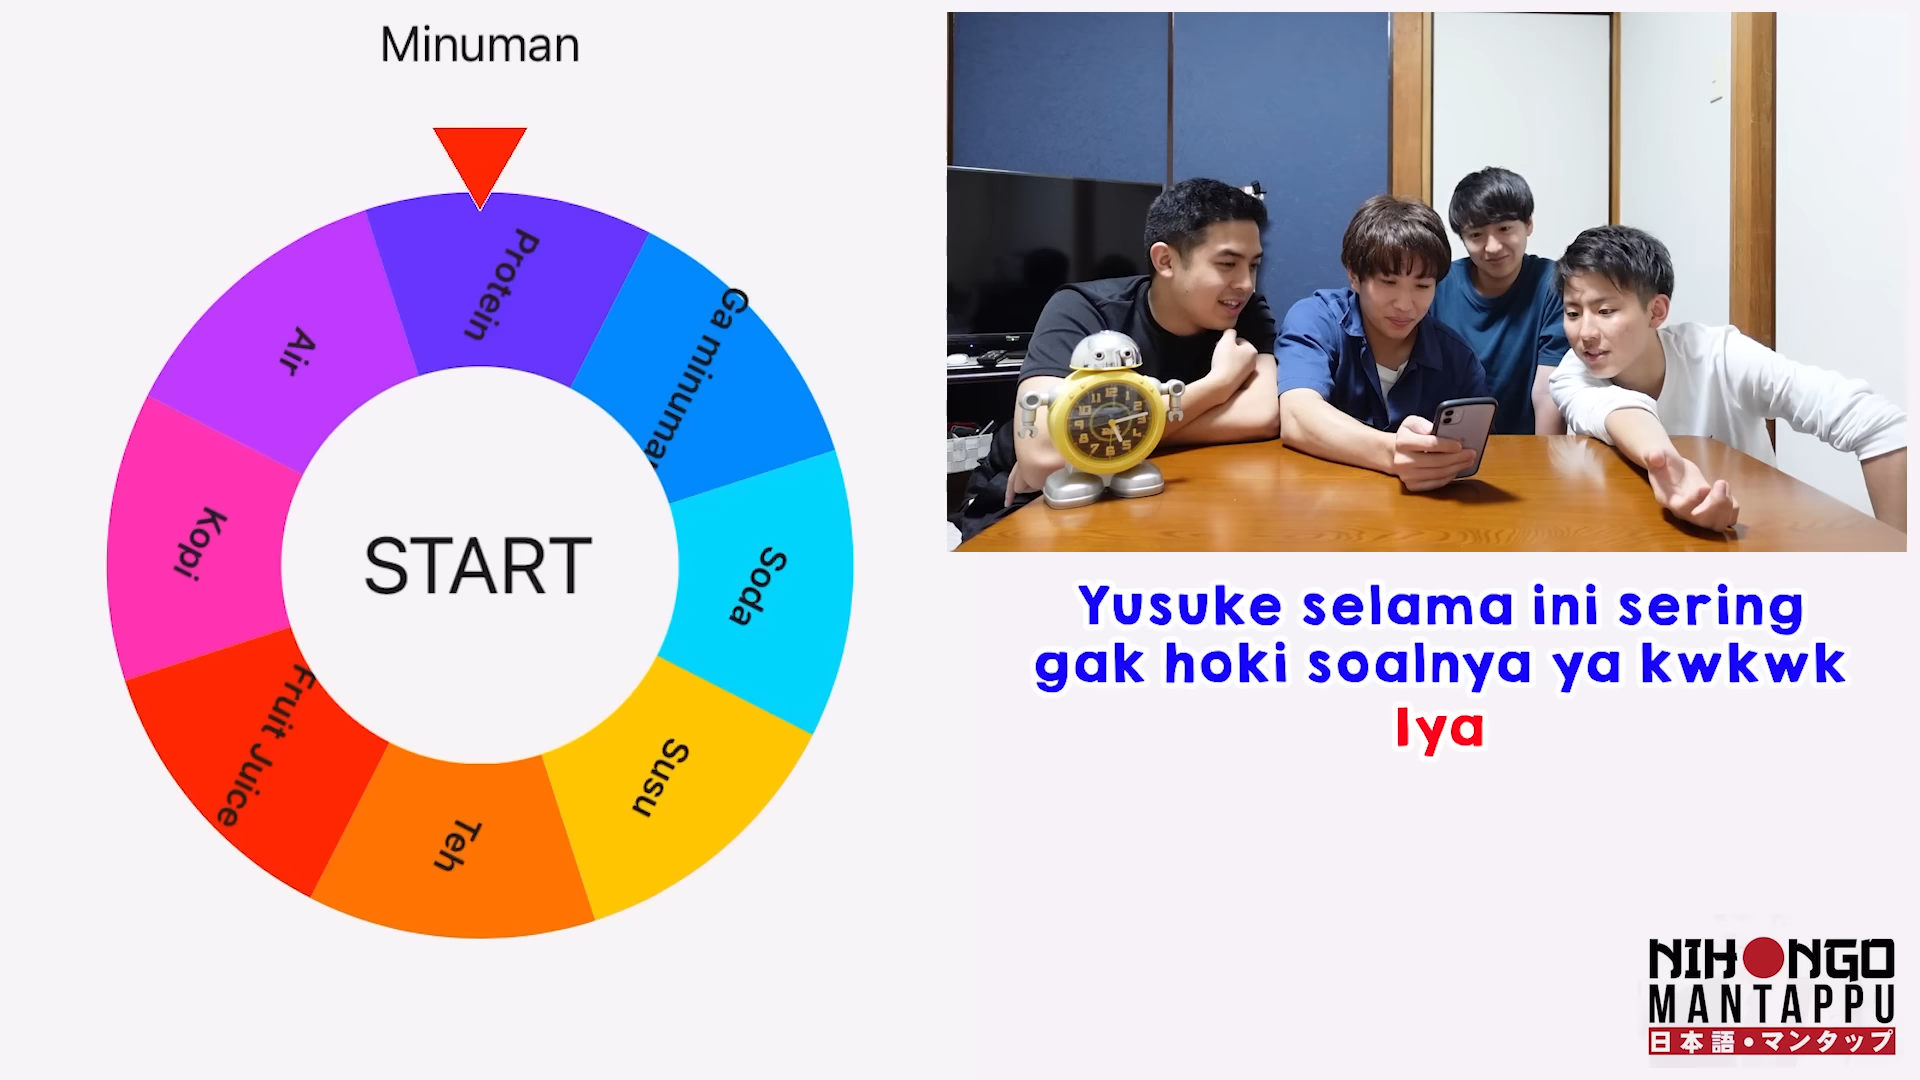 Minuman
Protein
Ga minuman
Soda
Susu
Teh
Fruit Juice
Kopi
Air
START
Yusuke selama ini sering
gak hoki soalnya ya kwkwk
Iya
NIHONGO
MANTAPPU
日本語・マンタップ